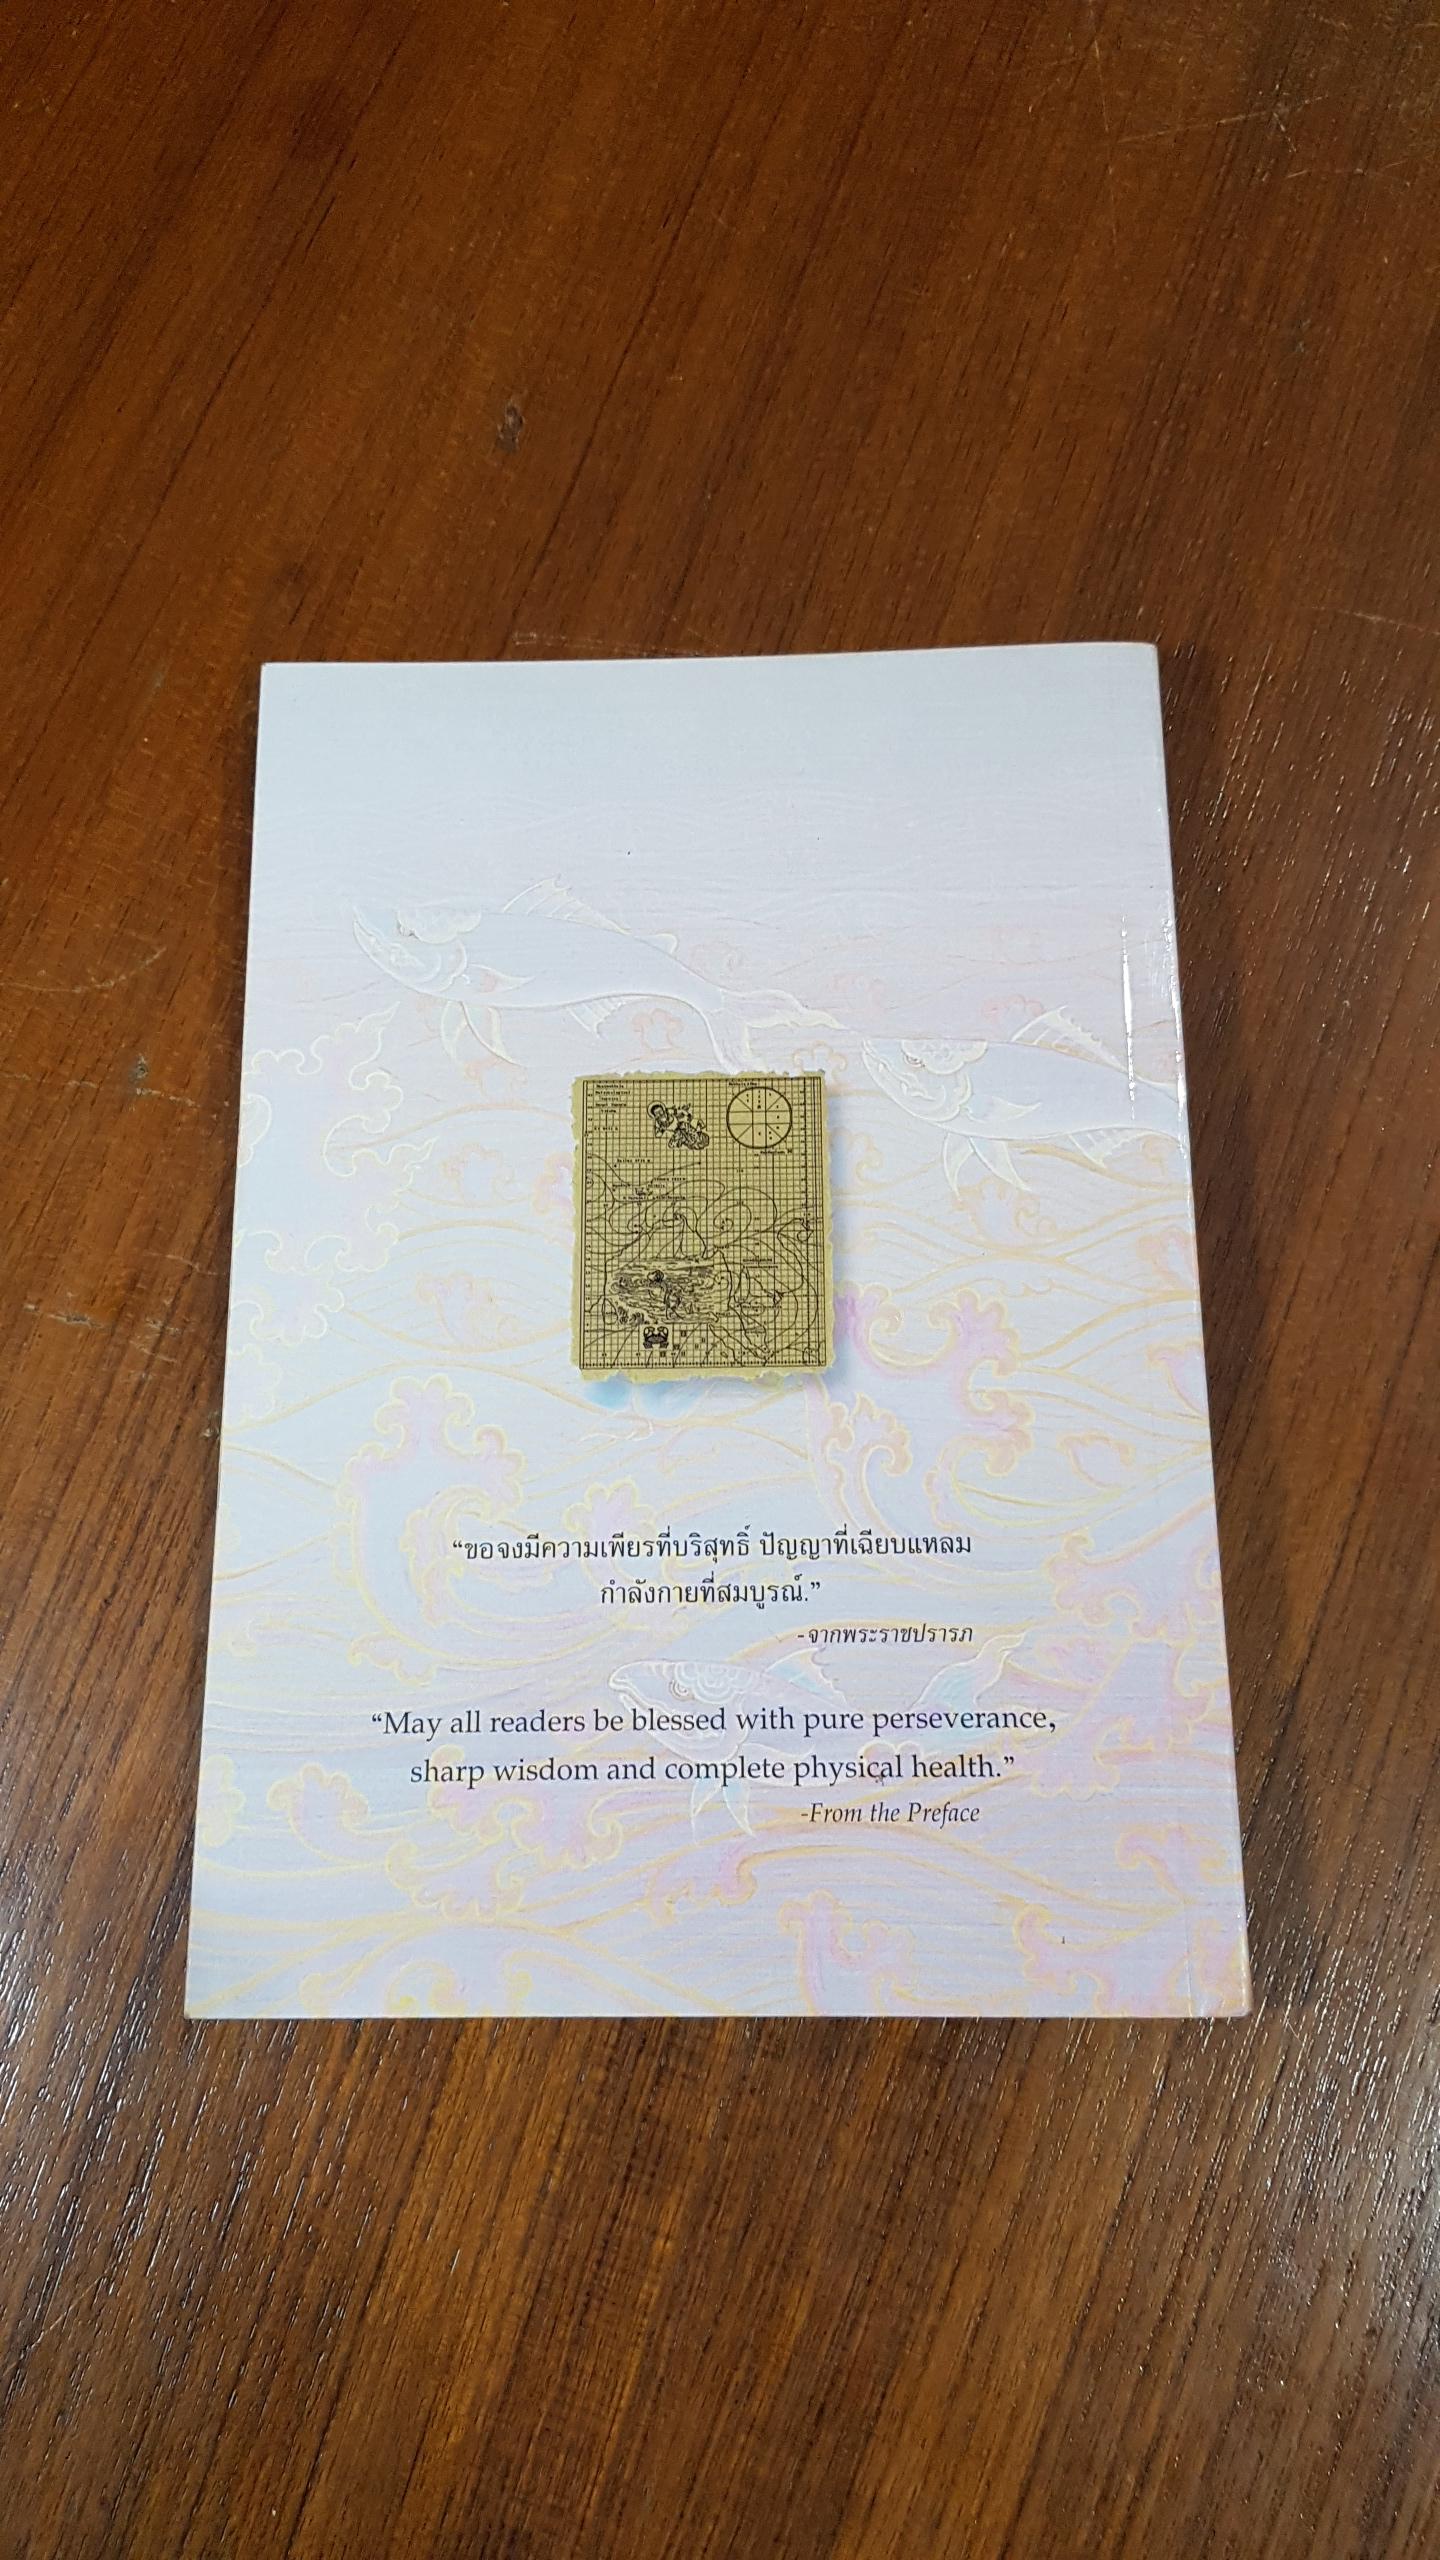 “ขอจงมีความเพียรที่บริสุทธิ์ ปัญญาที่เฉียบแหลม
กำลังกายที่สมบูรณ์.”
-จากพระราชปรารภ
“May all readers be blessed with pure perseverance,
sharp wisdom and complete physical health.”
-From the Preface